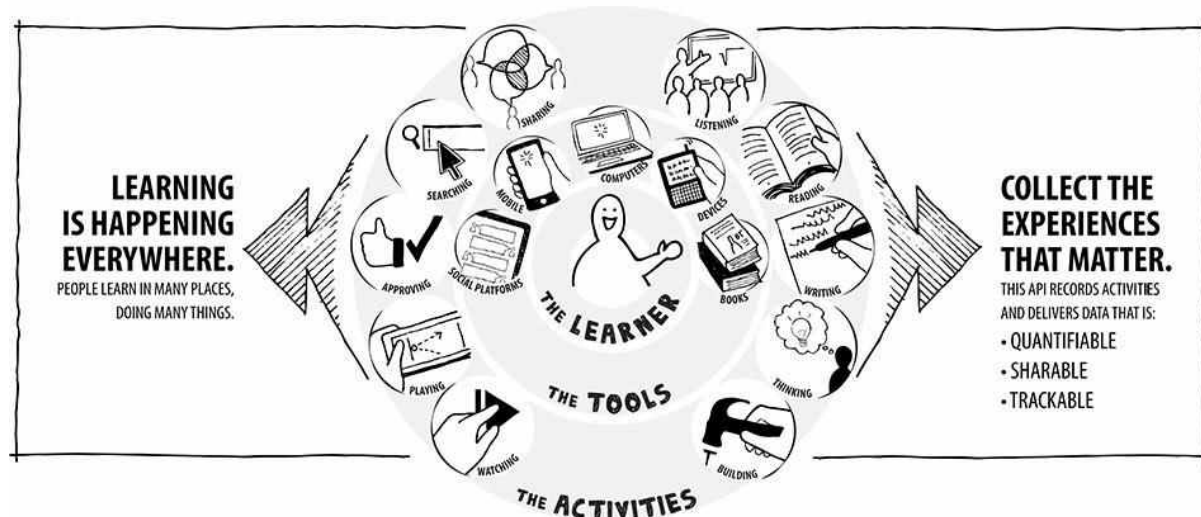 LEARNING
IS HAPPENING
EVERYWHERE.
PEOPLE LEARN IN MANY PLACES,
DOING MANY THINGS.
SHARING
LISTENING
SEARCHING
MOBILE
COMPUTERS
DEVICES
READING
APPROVING
SOCIAL PLATFORMS
BOOKS
WRITING
THE LEARNER
PLAYING
THINKING
THE TOOLS
WATCHING
BUILDING
THE ACTIVITIES
COLLECT THE
EXPERIENCES
THAT MATTER.
THIS API RECORDS ACTIVITIES
AND DELIVERS DATA THAT IS:
• QUANTIFIABLE
• SHARABLE
• TRACKABLE